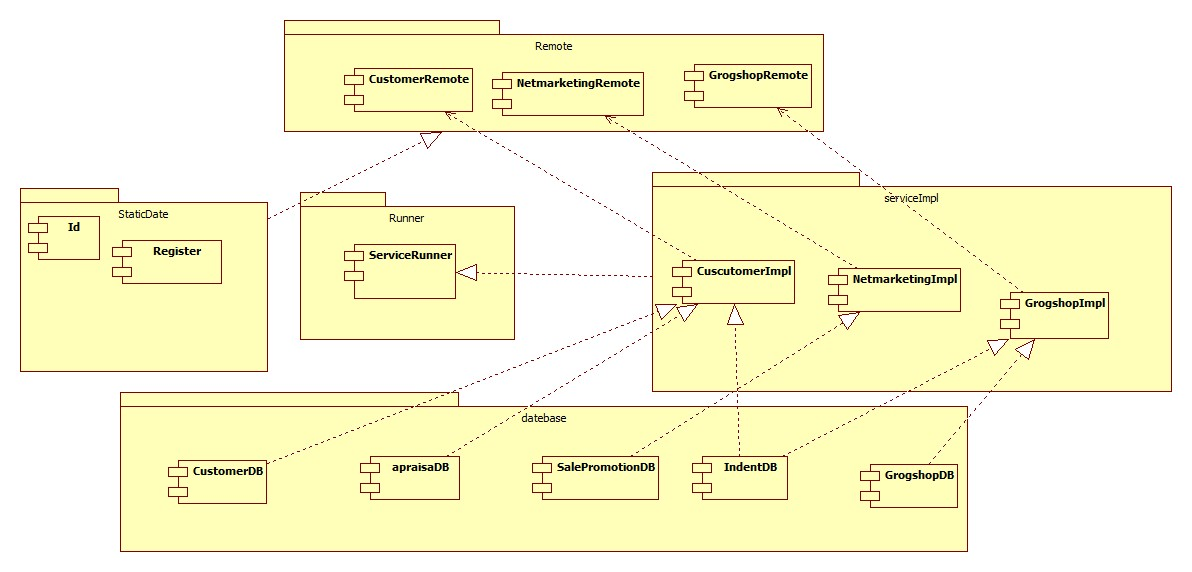 Remote
CustomerRemote
NetmarketingRemote
GrogshopRemote
StaticDate
Id
Register
Runner
ServiceRunner
serviceImpl
CuscutomerImpl
NetmarketingImpl
GrogshopImpl
datebase
CustomerDB
apraisaDB
SalePromotionDB
IndentDB
GrogshopDB